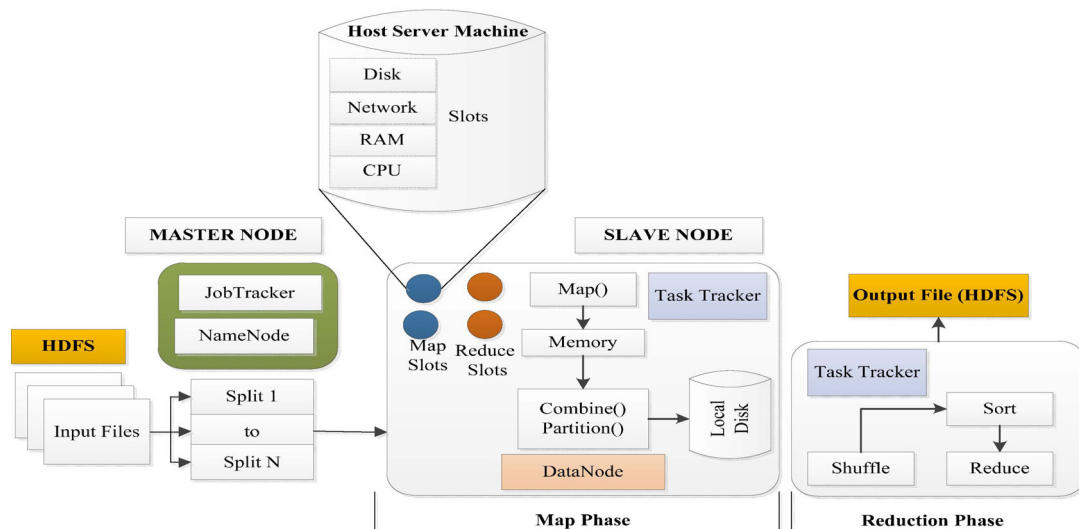 Host Server Machine
Disk
Network
RAM
CPU
Slots
MASTER NODE
SLAVE NODE
JobTracker
NameNode
HDFS
Input Files
Split 1
to
Split N
Map
Slots
Reduce
Slots
Map()
Memory
Combine()
Partition()
Task Tracker
Local
Disk
DataNode
Map Phase
Output File (HDFS)
Task Tracker
Sort
Shuffle
Reduce
Reduction Phase